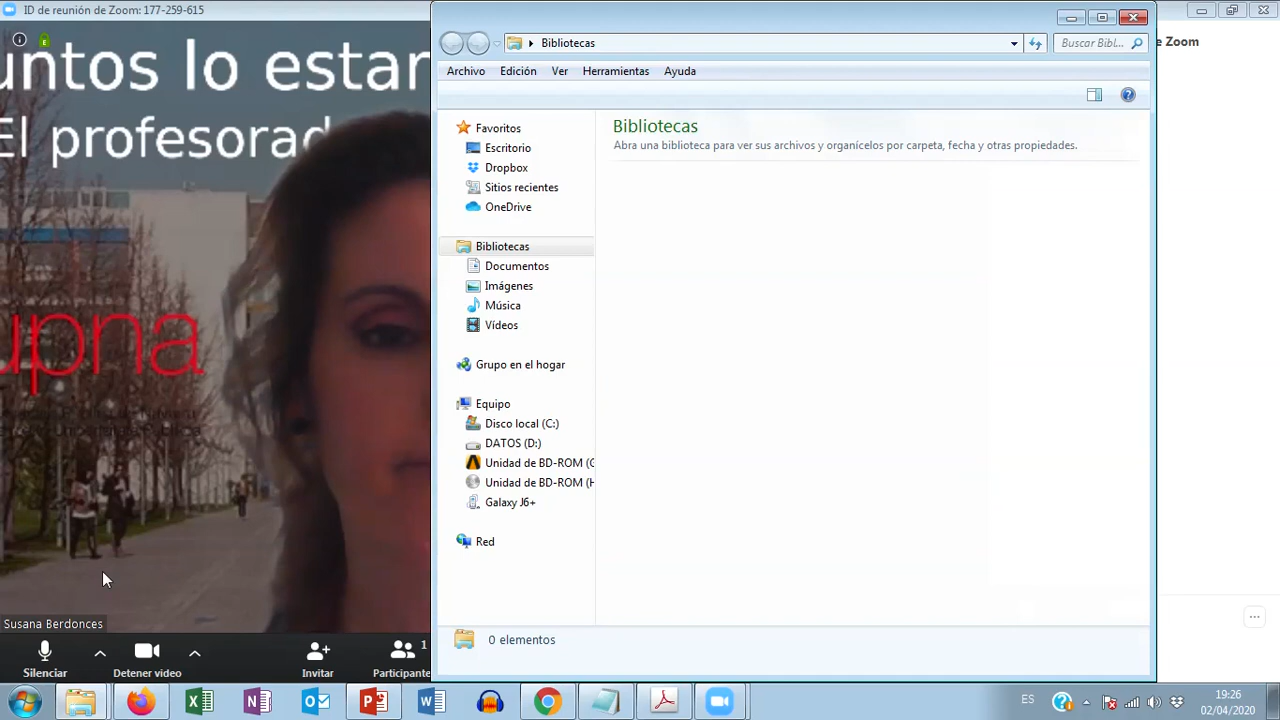 ID de reunión de Zoom: 177-259-615
untos lo estar
El profesorad
upna
Susana Berdonces
Silenciar
Detener video
Invitar
1
Participante
Bibliotecas
Buscar Bibl...
Archivo Edición Ver Herramientas Ayuda
Favoritos
Escritorio
Dropbox
Sitios recientes
OneDrive
Bibliotecas
Documentos
Imágenes
Música
Vídeos
Grupo en el hogar
Equipo
Disco local (C:)
DATOS (D:)
Unidad de BD-ROM (
Unidad de BD-ROM (H
Galaxy J6+
Red
Bibliotecas
Abra una biblioteca para ver sus archivos y organícelos por carpeta, fecha y otras propiedades.
0 elementos
e Zoom
ES
19:26
02/04/2020